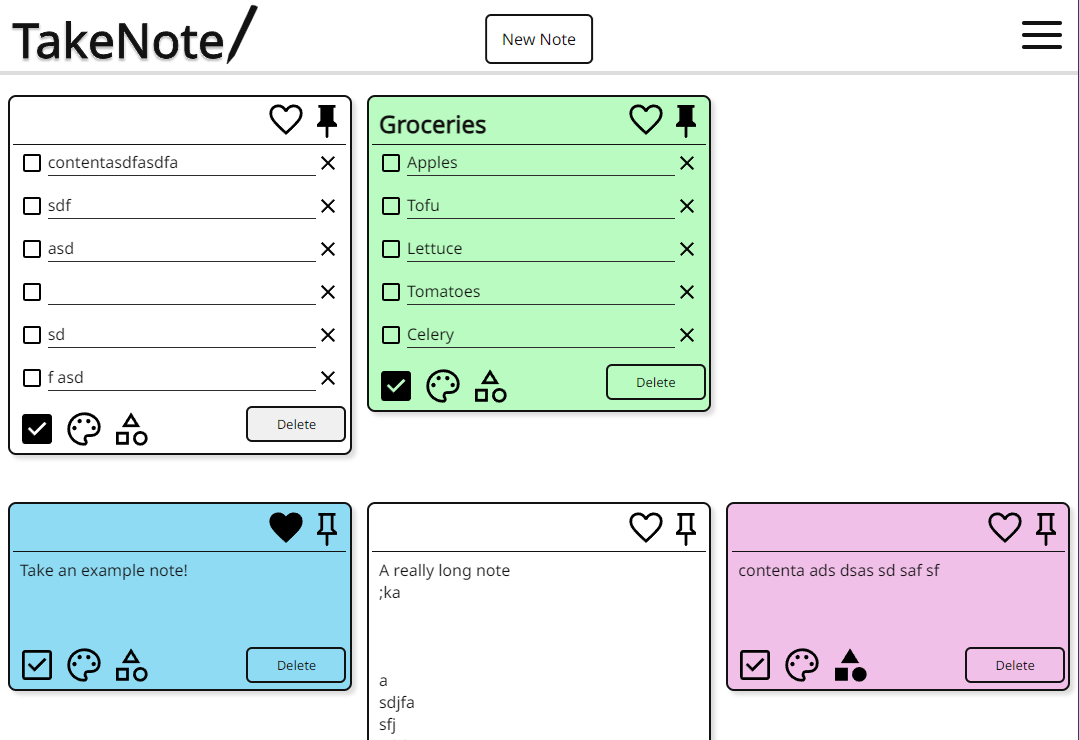 TakeNote
New Note
contentasdfasdfa
sdf
asd
sd
f asd
Delete
Groceries
Apples
Tofu
Lettuce
Tomatoes
Celery
Delete
Take an example note!
Delete
A really long note
;ka
a
sdjfa
sfj
contenta ads dsas sd saf sf
Delete